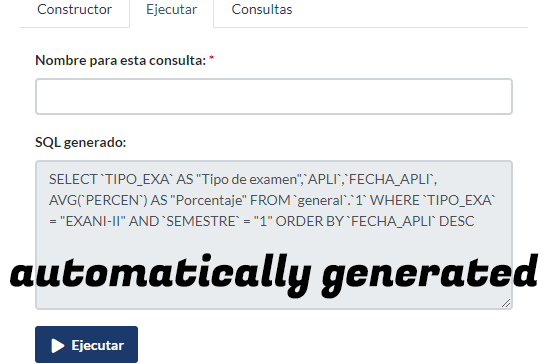 Constructor Ejecutar Consultas
Nombre para esta consulta: *
SQL generado:
SELECT `TIPO_EXA` AS "Tipo de examen",`APLI`,`FECHA_APLI`,
AVG(`PERCEN`) AS "Porcentaje" FROM `general`.`1` WHERE `TIPO_EXA`
= "EXANI-II" AND `SEMESTRE` = "1" ORDER BY `FECHA_APLI` DESC
automatically generated
Ejecutar